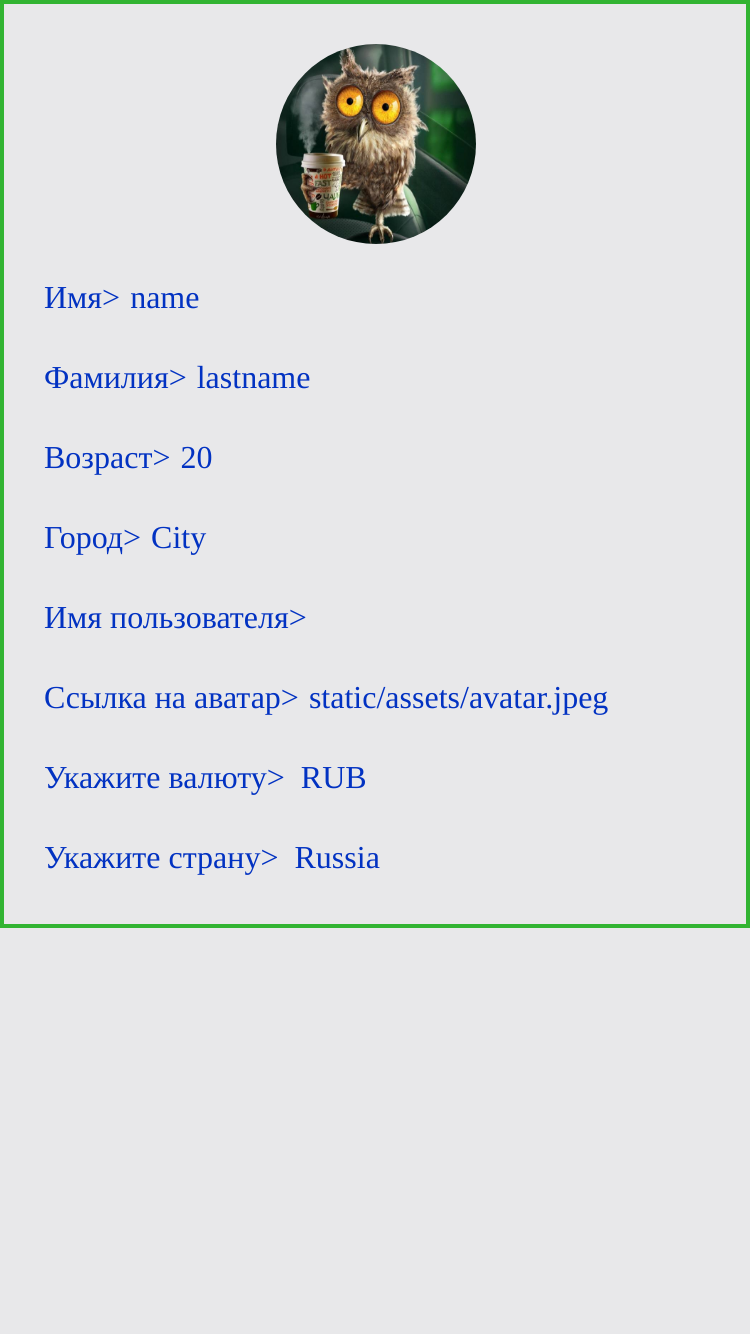 Имя> name
Фамилия> lastname
Возраст> 20
Город> City
Имя пользователя>
Ссылка на аватар> static/assets/avatar.jpeg
Укажите валюту> RUB
Укажите страну> Russia